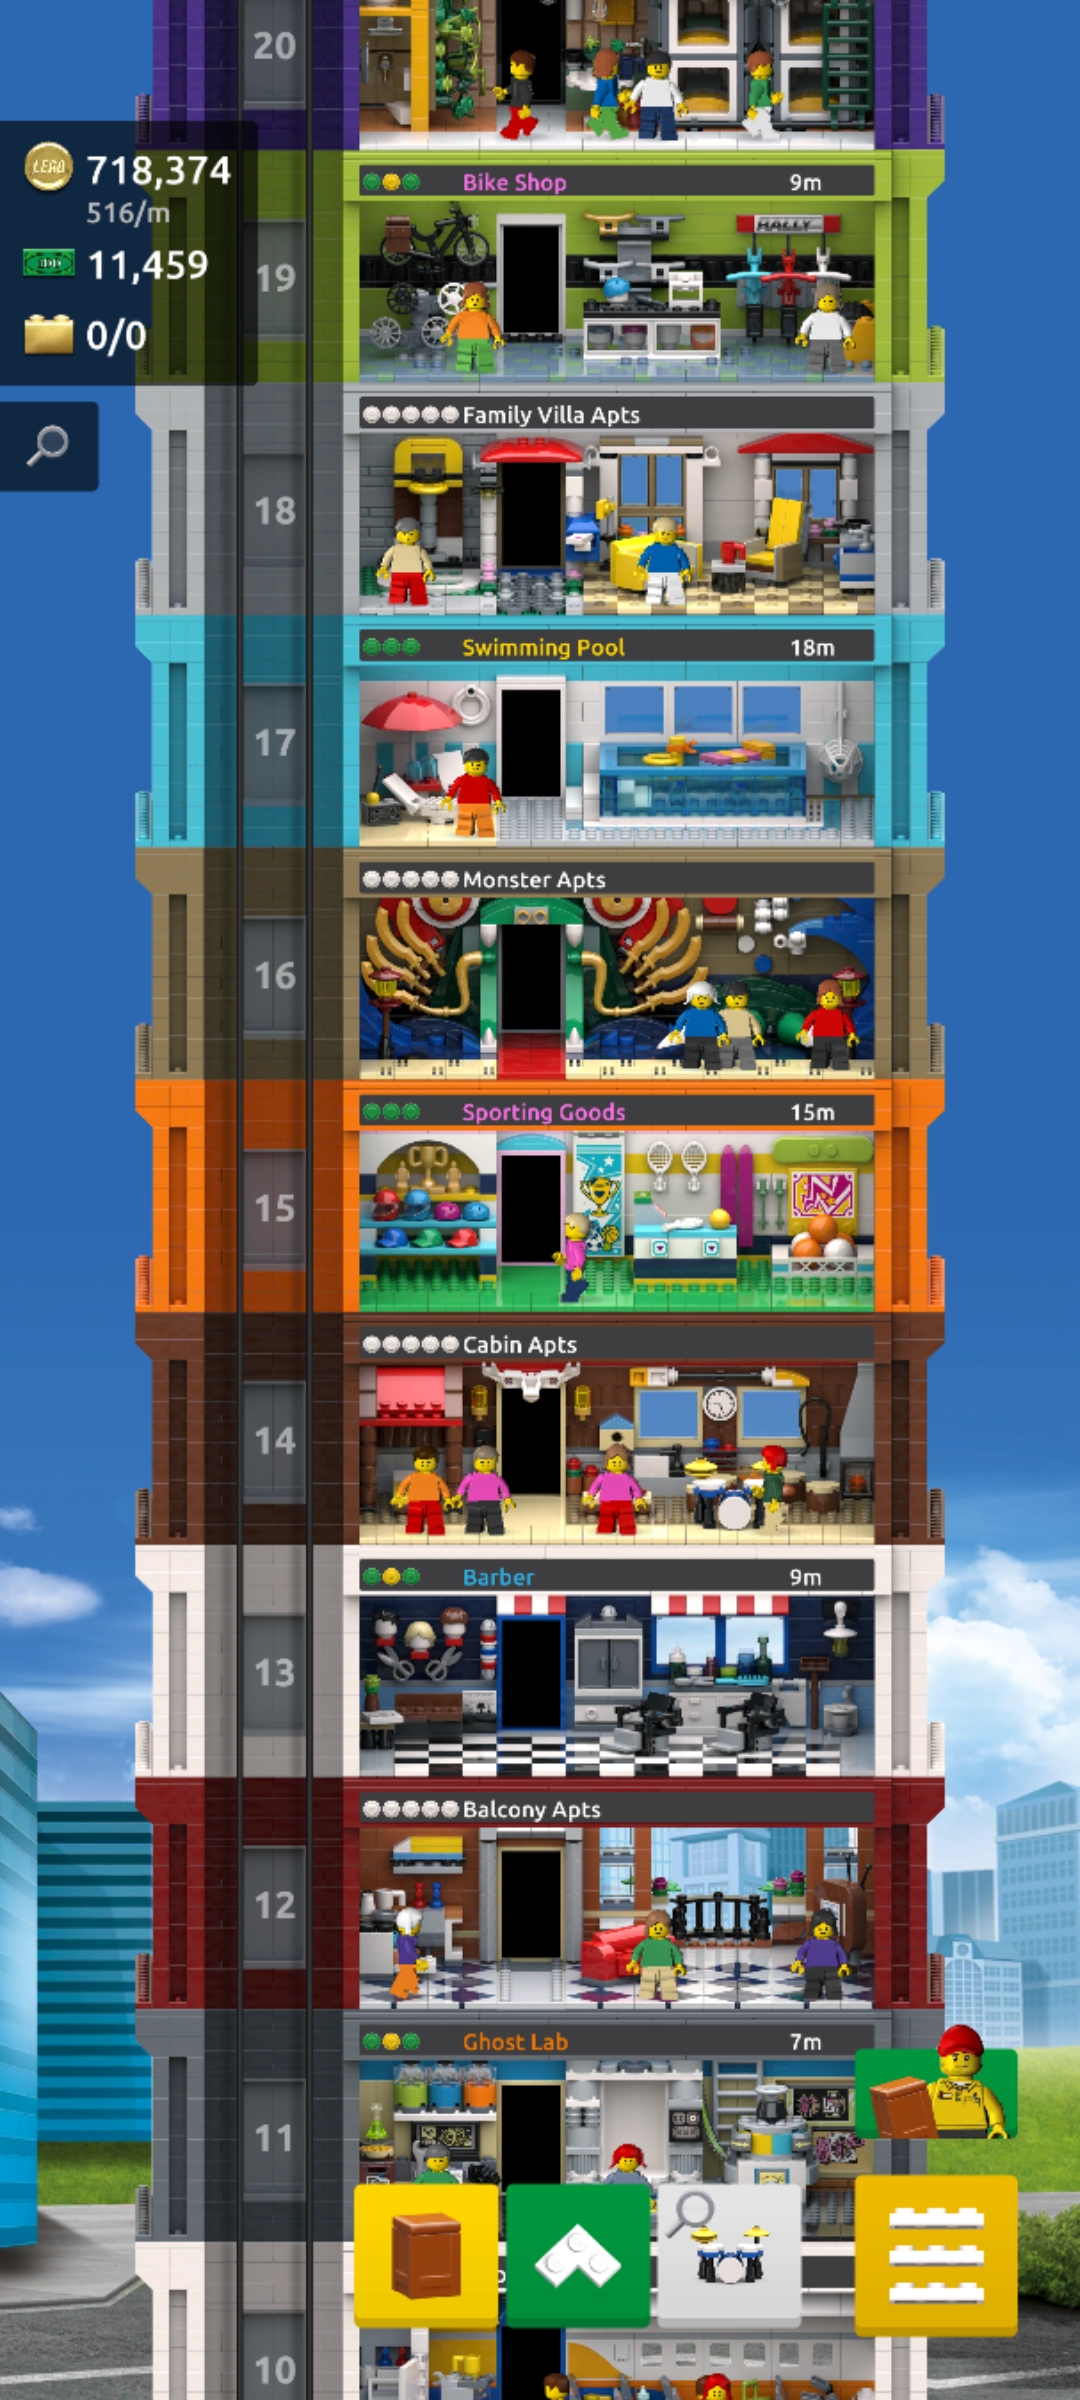 20
LEGO
718,374
516/m
11,459
0/0
Bike Shop 9m
HALLY
19
Family Villa Apts
18
Swimming Pool 18m
17
Monster Apts
16
Sporting Goods 15m
N
15
Cabin Apts
14
Barber 9m
13
Balcony Apts
12
Ghost Lab 7m
11
10